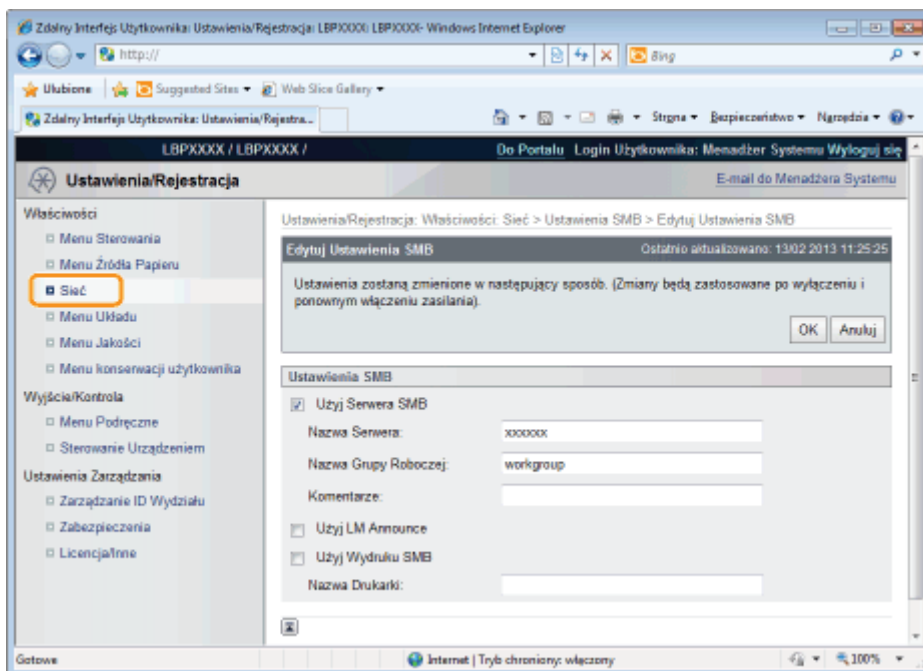 Zdalny Interfejs Użytkownika: Ustawienia/Rejestracja: LBPXXXX: LBPXXXX- Windows Internet Explorer
http://
Bing
Ulubione Suggested Sites Web Slice Gallery
Zdalny Interfejs Użytkownika: Ustawienia/Rejestra...
Strona Bezpieczeństwo Narzędzia
LBPXXXX / LBPXXXX /
Do Portalu Login Użytkownika: Menadżer Systemu Wyloguj się
Ustawienia/Rejestracja
E-mail do Menadżera Systemu
Właściwości
Menu Sterowania
Menu Źródła Papieru
Sieć
Menu Układu
Menu Jakości
Menu konserwacji użytkownika
Wyjście/Kontrola
Menu Podręczne
Sterowanie Urządzeniem
Ustawienia Zarządzania
Zarządzanie ID Wydziału
Zabezpieczenia
Licencja/Inne
Ustawienia/Rejestracja: Właściwości: Sieć > Ustawienia SMB > Edytuj Ustawienia SMB
Edytuj Ustawienia SMB
Ostatnio aktualizowano: 13/02 2013 11:25:25
Ustawienia zostaną zmienione w następujący sposób. (Zmiany będą zastosowane po wyłączeniu i
ponownym włączeniu zasilania).
OK Anuluj
Ustawienia SMB
Użyj Serwera SMB
Nazwa Serwera: xxxxxx
Nazwa Grupy Roboczej: workgroup
Komentarze:
Użyj LM Announce
Użyj Wydruku SMB
Nazwa Drukarki:
Gotowe
Internet | Tryb chroniony: włączony
100%